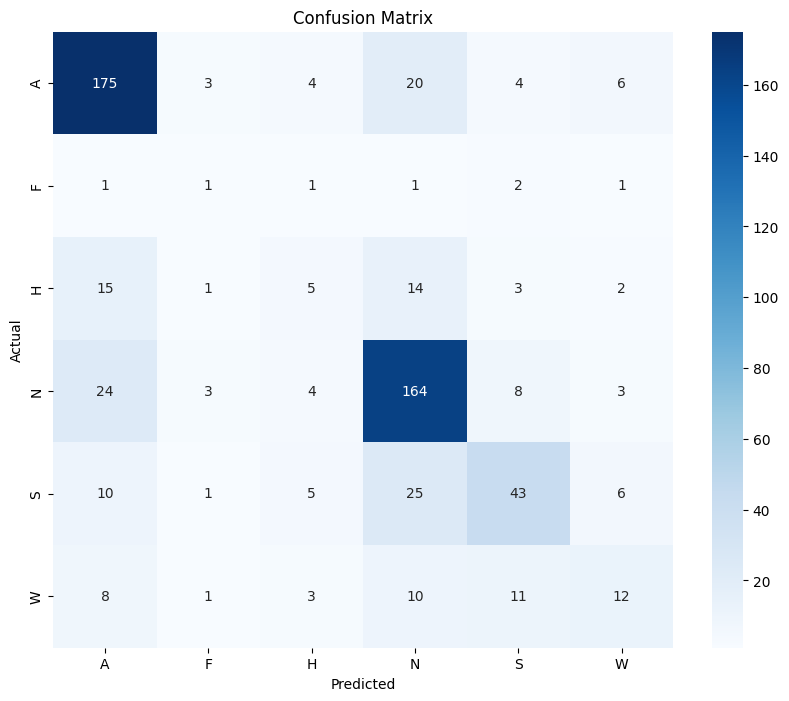 Confusion Matrix
A 175 3 4 20 4 6
F 1 1 1 1 2 1
H 15 1 5 14 3 2
N 24 3 4 164 8 3
S 10 1 5 25 43 6
W 8 1 3 10 11 12
A F H N S W
Predicted
Actual
160
140
120
100
80
60
40
20